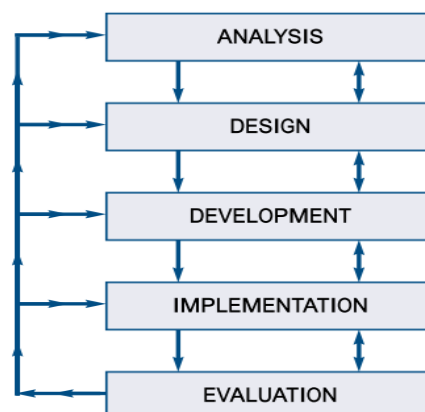 ANALYSIS
DESIGN
DEVELOPMENT
IMPLEMENTATION
EVALUATION